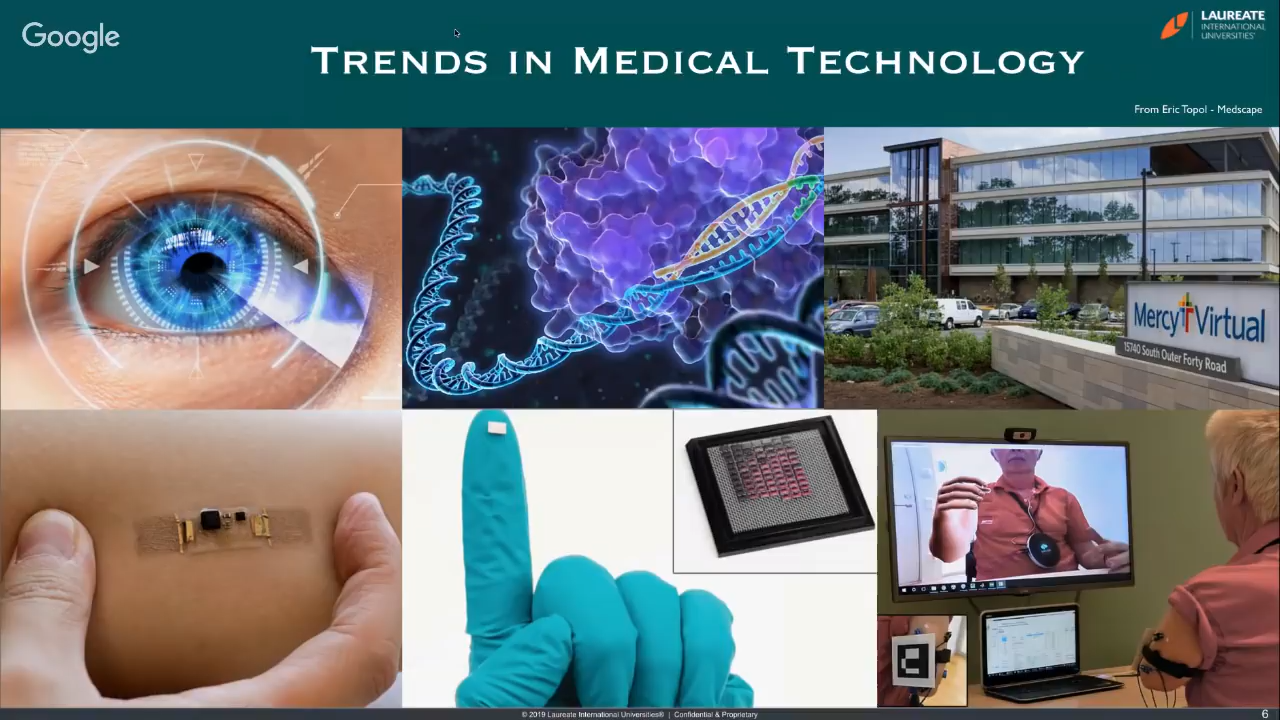 Google
LAUREATE
INTERNATIONAL
UNIVERSITIES®
TRENDS IN MEDICAL TECHNOLOGY
From Eric Topol - Medscape
Mercy Virtual
15740 South Outer Forty Road
© 2019 Laureate International Universities® | Confidential & Proprietary
6